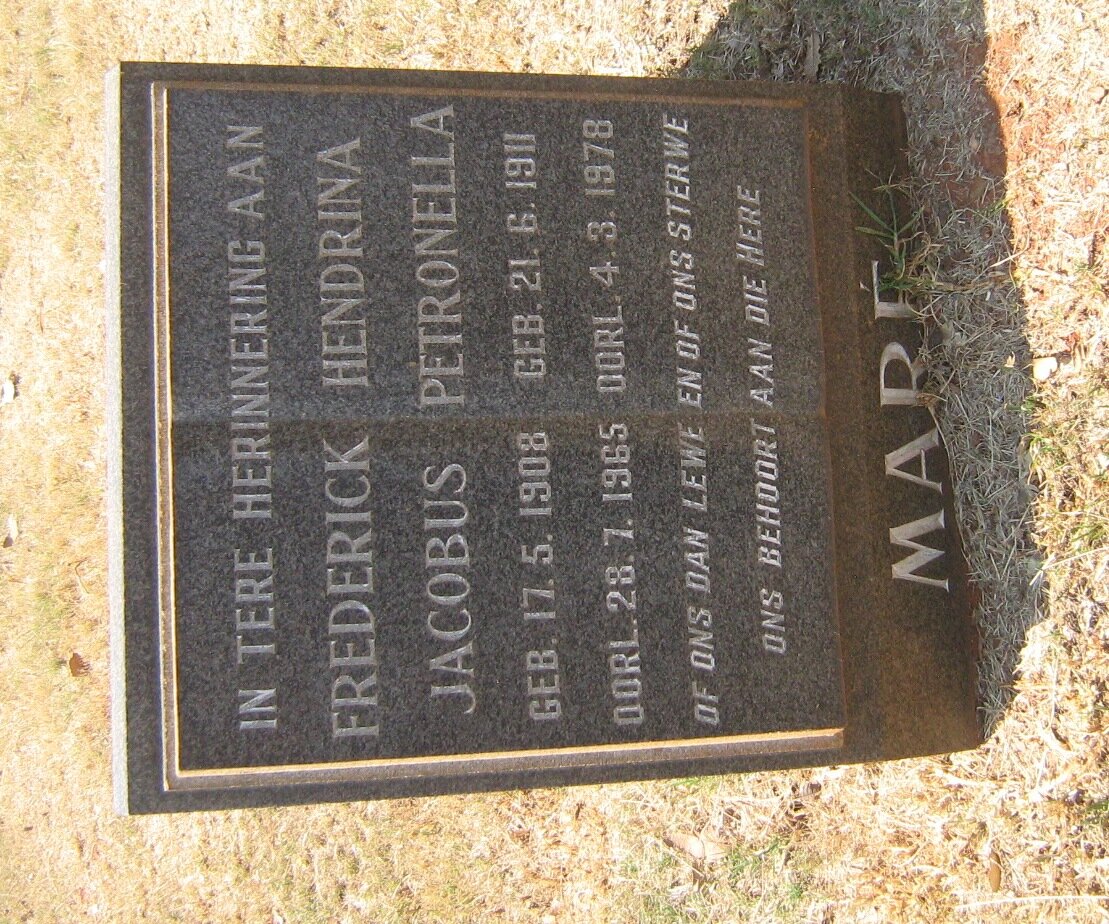 IN TERE HERINNERING AAN
FREDERICK HENDRINA
JACOBUS PETRONELLA
GEB. 17. 5. 1908 GEB. 21. 6. 1911
OORL. 28. 7. 1965 OORL. 4. 3. 1978
OF ONS DAN LEWE EN OF ONS STERWE
ONS BEHOORT AAN DIE HERE
MARÉ